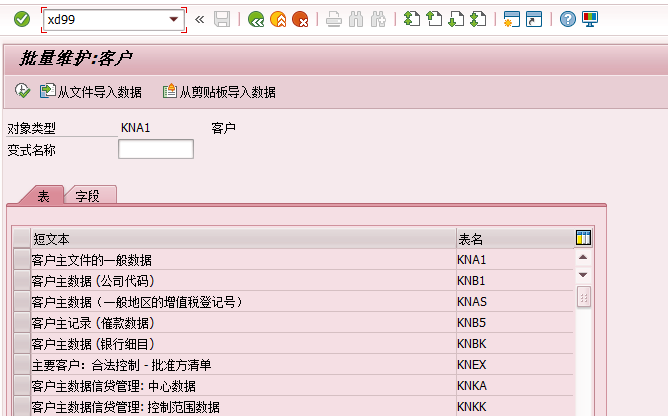 xd99
批量维护:客户
从文件导入数据 从剪贴板导入数据
对象类型 KNA1 客户
变式名称
表 字段
短文本 表名
客户主文件的一般数据 KNA1
客户主数据 (公司代码) KNB1
客户主数据（一般地区的增值税登记号） KNAS
客户主记录 (催款数据) KNB5
客户主数据 (银行细目) KNBK
主要客户：合法控制 - 批准方清单 KNEX
客户主数据信贷管理: 中心数据 KNKA
客户主数据信贷管理: 控制范围数据 KNKK